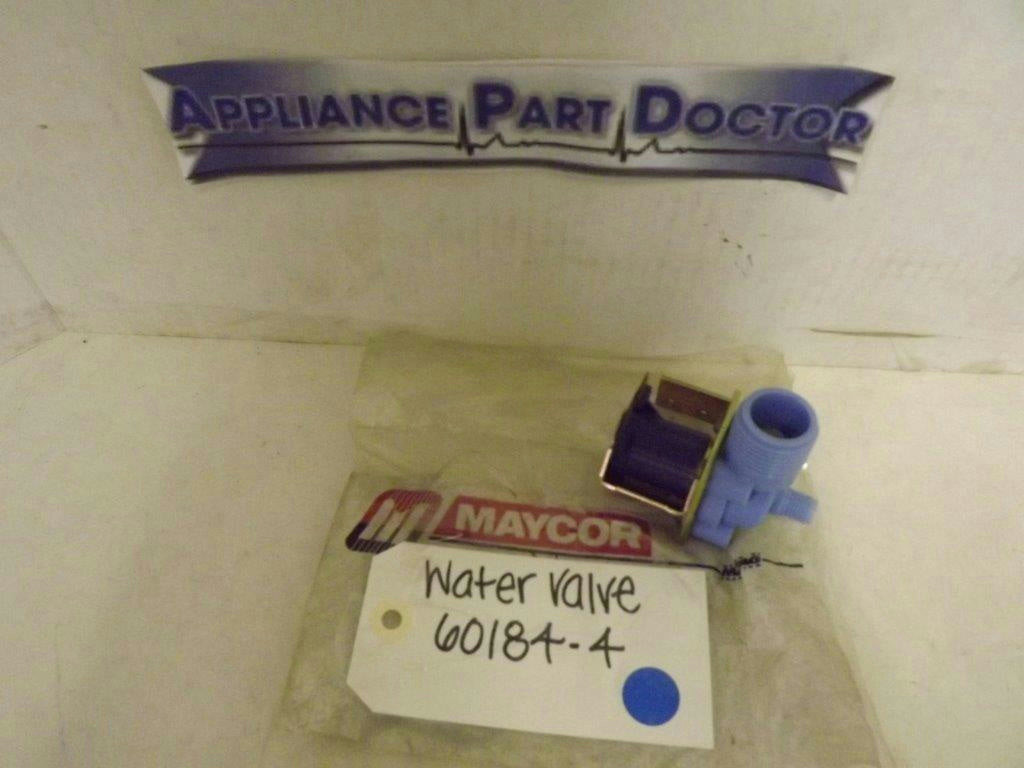 APPLIANCE PART DOCTOR
MAYCOR
Water Valve
60184-4